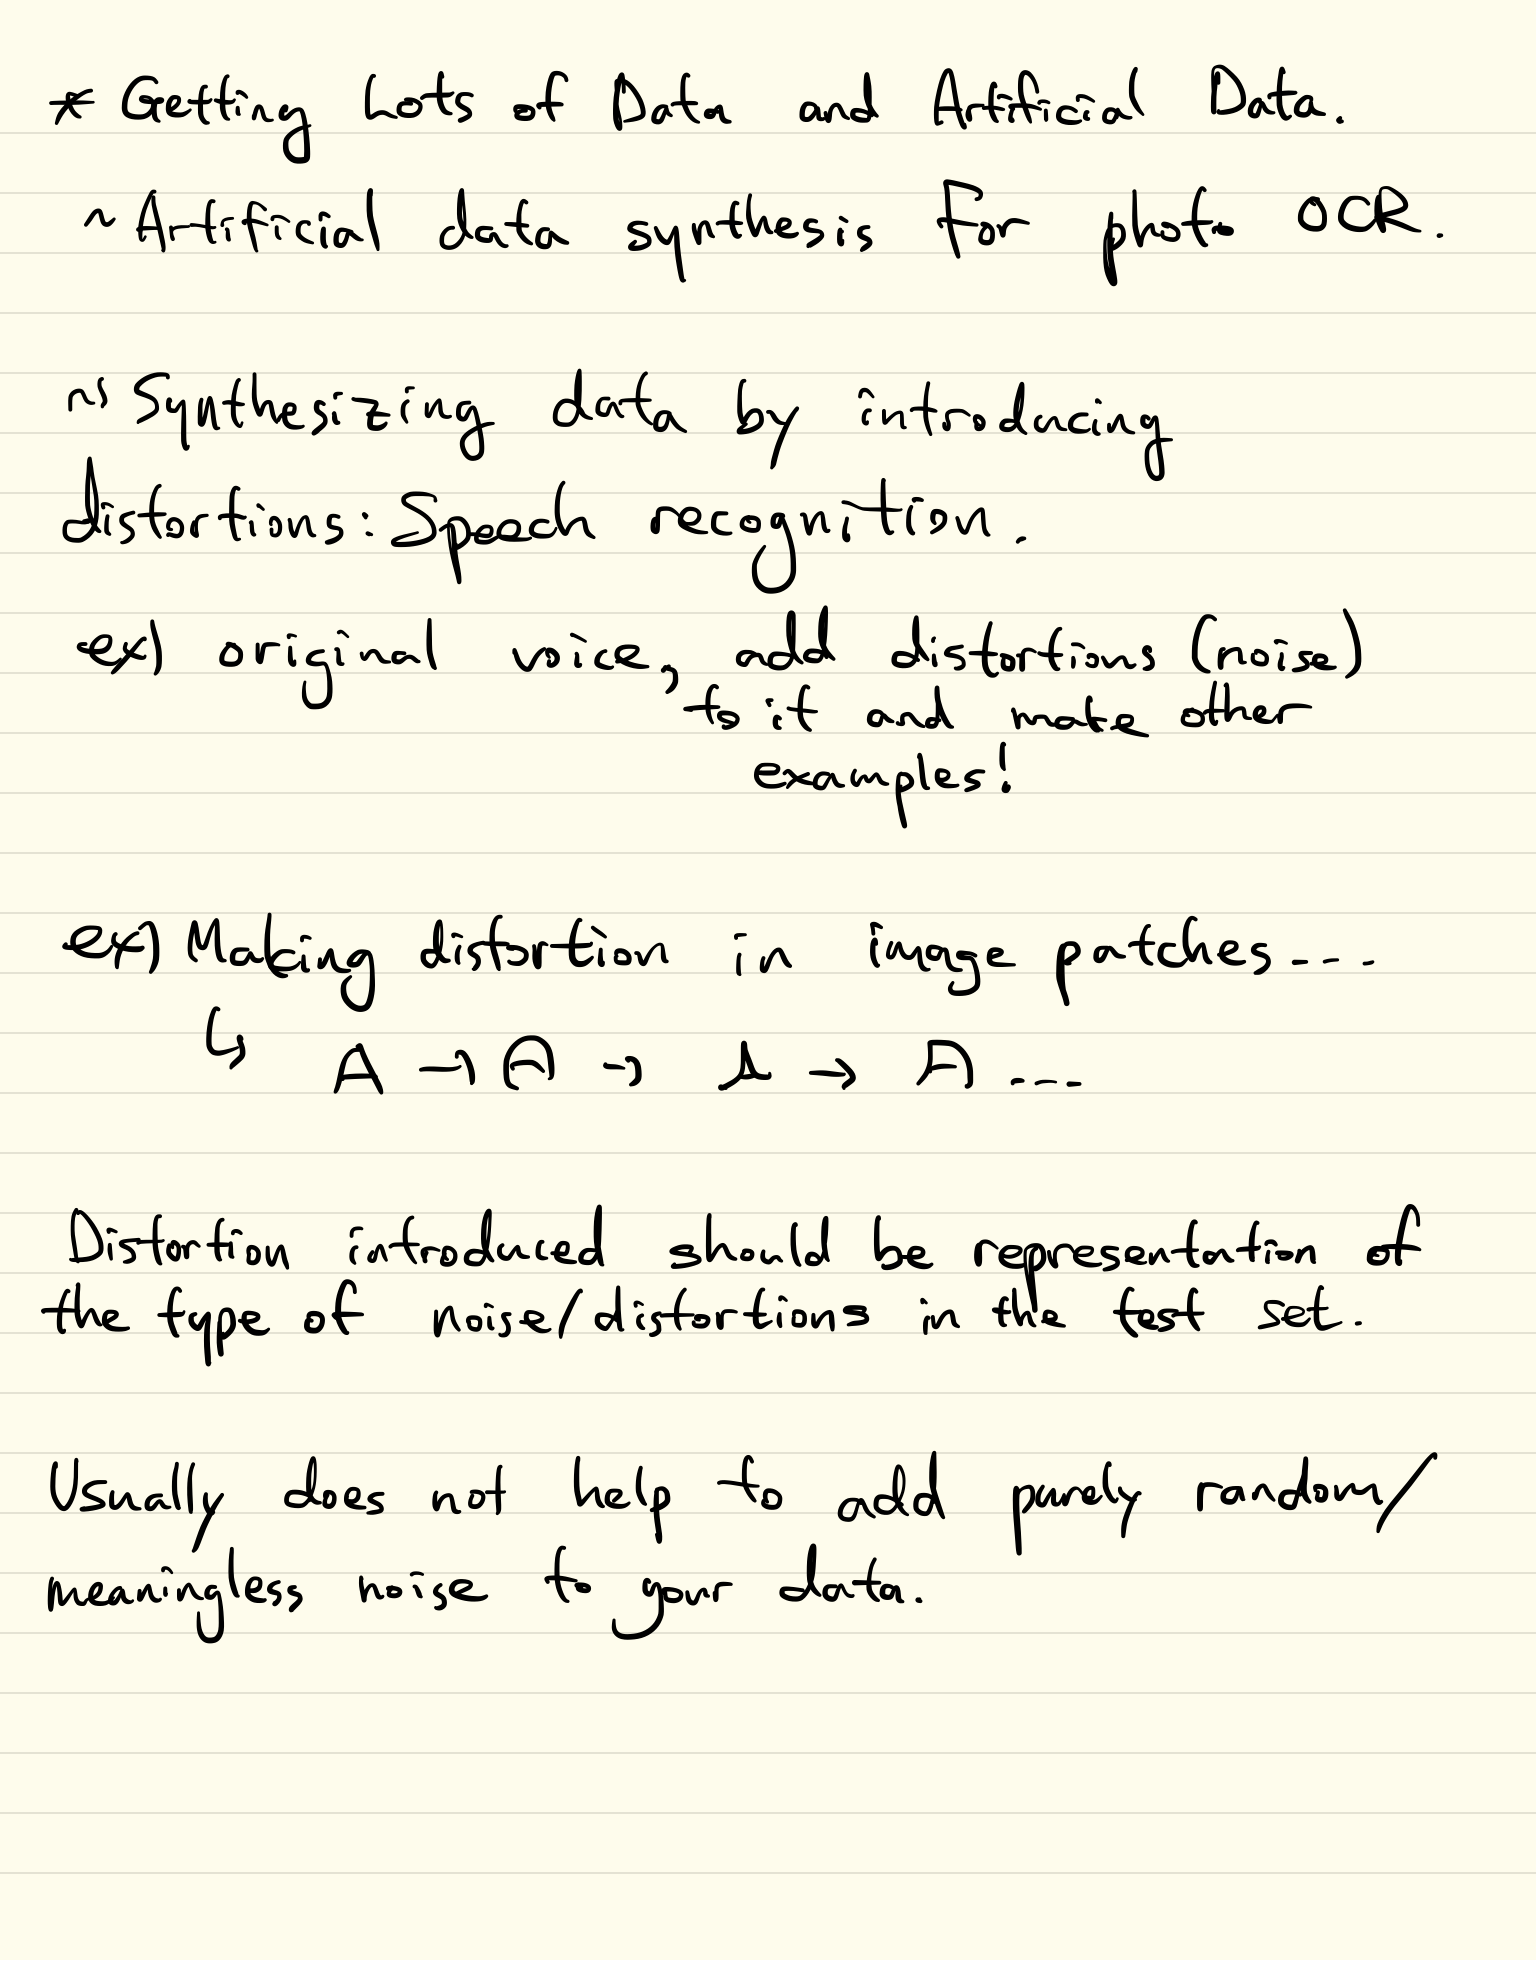 * Getting Lots of Data and Artificial Data.
~ Artificial data synthesis for photo OCR.
~ Synthesizing data by introducing
distortions: Speech recognition.
ex) original voice, add distortions (noise)
to it and make other
examples!
ex) Making distortion in image patches....
↳ A → A → A → A ....
Distortion introduced should be representation of
the type of noise/distortions in the test set.
Usually does not help to add purely random/
meaningless noise to your data.